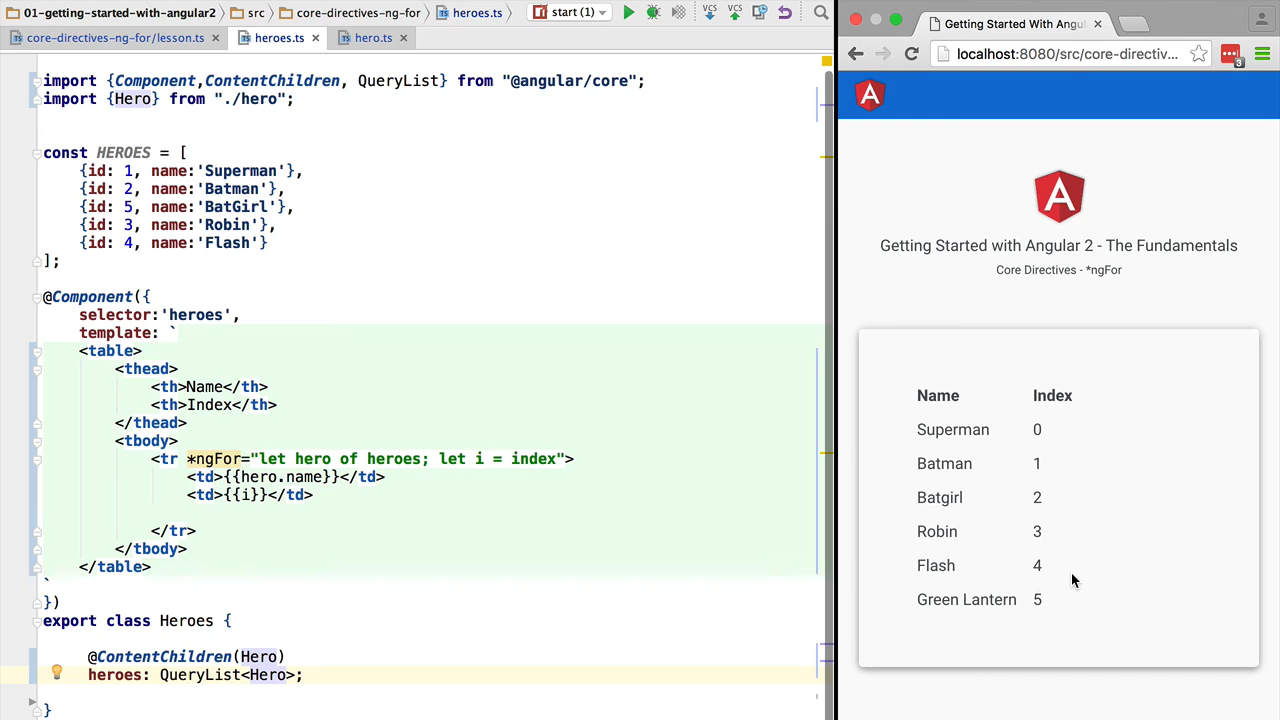 01-getting-started-with-angular2 src core-directives-ng-for heroes.ts start (1) VCS VCS
core-directives-ng-for/lesson.ts heroes.ts hero.ts
import {Component,ContentChildren, QueryList} from "@angular/core";
import {Hero} from "./hero";
const HEROES = [
{id: 1, name:'Superman'},
{id: 2, name:'Batman'},
{id: 5, name:'BatGirl'},
{id: 3, name:'Robin'},
{id: 4, name:'Flash'}
];
@Component({
selector:'heroes',
template: `
<table>
<thead>
<th>Name</th>
<th>Index</th>
</thead>
<tbody>
<tr *ngFor="let hero of heroes; let i = index">
<td>{{hero.name}}</td>
<td>{{i}}</td>
</tr>
</tbody>
</table>
`
})
export class Heroes {
@ContentChildren(Hero)
heroes: QueryList<Hero>;
}
Getting Started With Angul
localhost:8080/src/core-directiv...
3
Getting Started with Angular 2 - The Fundamentals
Core Directives - *ngFor
Name Index
Superman 0
Batman 1
Batgirl 2
Robin 3
Flash 4
Green Lantern 5